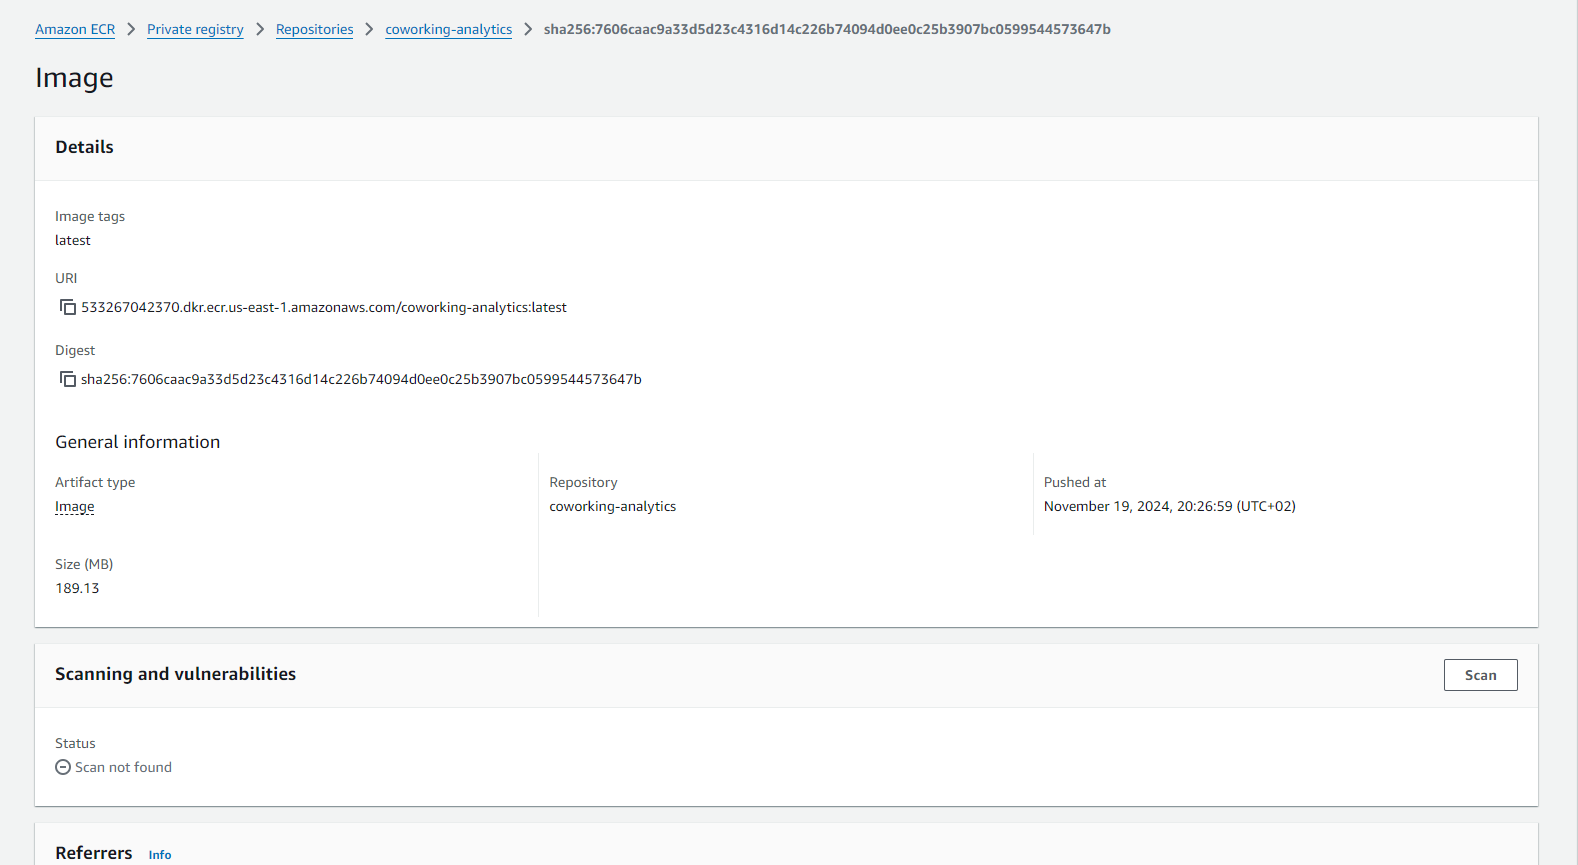 Amazon ECR > Private registry > Repositories > coworking-analytics > sha256:7606caac9a33d5d23c4316d14c226b74094d0ee0c25b3907bc0599544573647b
Image
Details
Image tags
latest
URI
533267042370.dkr.ecr.us-east-1.amazonaws.com/coworking-analytics:latest
Digest
sha256:7606caac9a33d5d23c4316d14c226b74094d0ee0c25b3907bc0599544573647b
General information
Artifact type
Image
Repository
coworking-analytics
Pushed at
November 19, 2024, 20:26:59 (UTC+02)
Size (MB)
189.13
Scanning and vulnerabilities
Scan
Status
Scan not found
Referrers Info